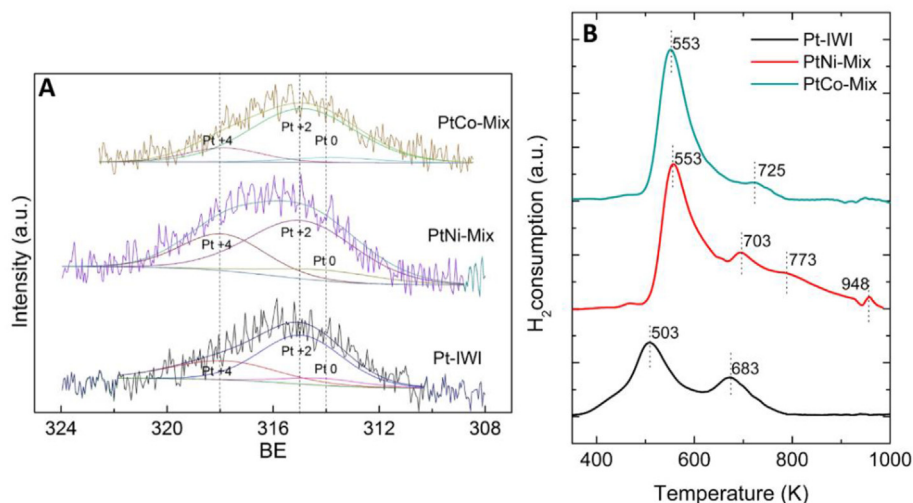 A
PtCo-Mix
Pt +4
Pt +2
Pt 0
PtNi-Mix
Pt +4
Pt +2
Pt 0
Pt-IWI
Pt +4
Pt +2
Pt 0
Intensity (a.u.)
324 320 316 312 308
BE
B
553
Pt-IWI
PtNi-Mix
PtCo-Mix
725
553
703
773
948
503
683
H2consumption (a.u.)
400 600 800 1000
Temperature (K)